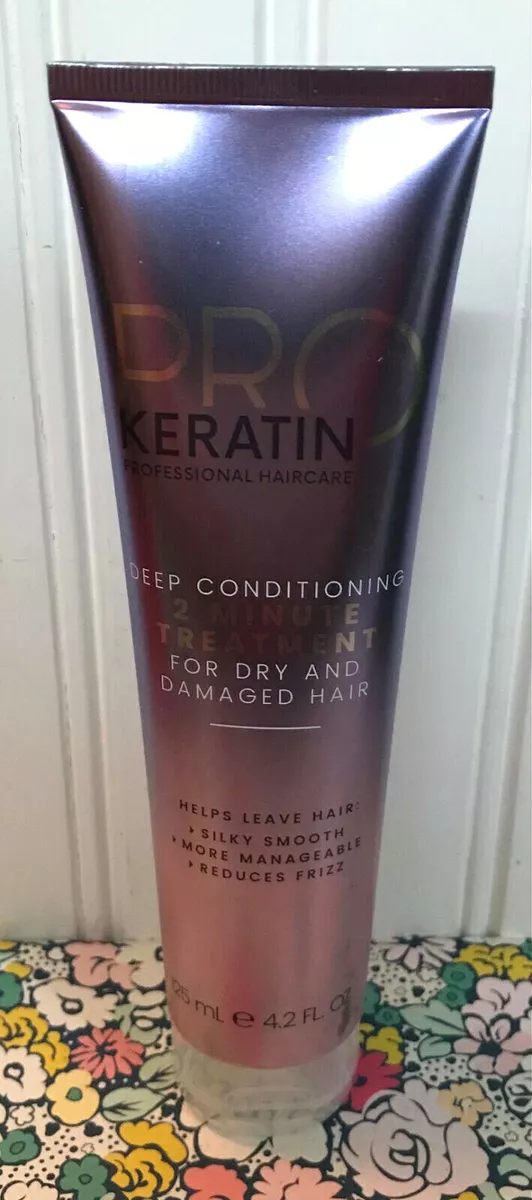 PRO
KERATIN
PROFESSIONAL HAIRCARE
DEEP CONDITIONING
2 MINUTE
TREATMENT
FOR DRY AND
DAMAGED HAIR
HELPS LEAVE HAIR:
› SILKY SMOOTH
› MORE MANAGEABLE
› REDUCES FRIZZ
125 mL e 4.2 FL. OZ